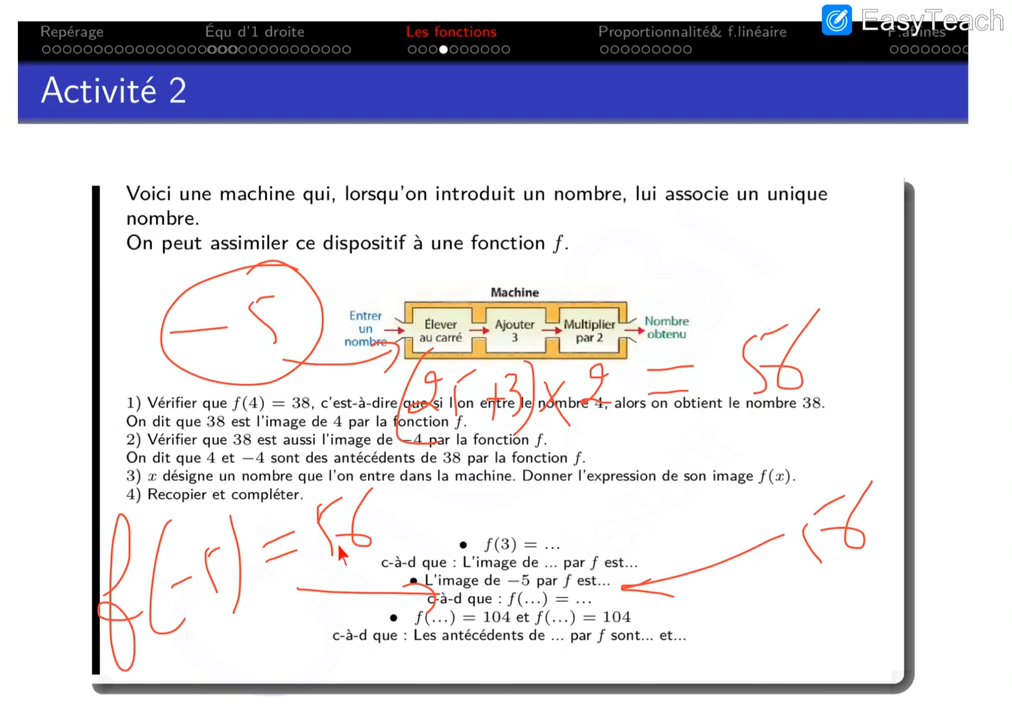 Repérage Équ d'1 droite Les fonctions Proportionnalité& f.linéaire
EasyTeach
Activité 2
Voici une machine qui, lorsqu'on introduit un nombre, lui associe un unique
nombre.
On peut assimiler ce dispositif à une fonction f.
Machine
Entrer
un
nombre
Élever
au carré
Ajouter
3
Multiplier
par 2
Nombre
obtenu
-5
(25+3)×2 = 56
1) Vérifier que f(4) = 38, c'est-à-dire que si l'on entre le nombre 4, alors on obtient le nombre 38.
On dit que 38 est l'image de 4 par la fonction f.
2) Vérifier que 38 est aussi l'image de −4 par la fonction f.
On dit que 4 et −4 sont des antécédents de 38 par la fonction f.
3) x désigne un nombre que l'on entre dans la machine. Donner l'expression de son image f(x).
4) Recopier et compléter.
f(-5) = 56
56
• f(3) = ...
c-à-d que : L'image de ... par f est...
• L'image de −5 par f est...
c-à-d que : f(...) = ...
• f(...) = 104 et f(...) = 104
c-à-d que : Les antécédents de ... par f sont... et...